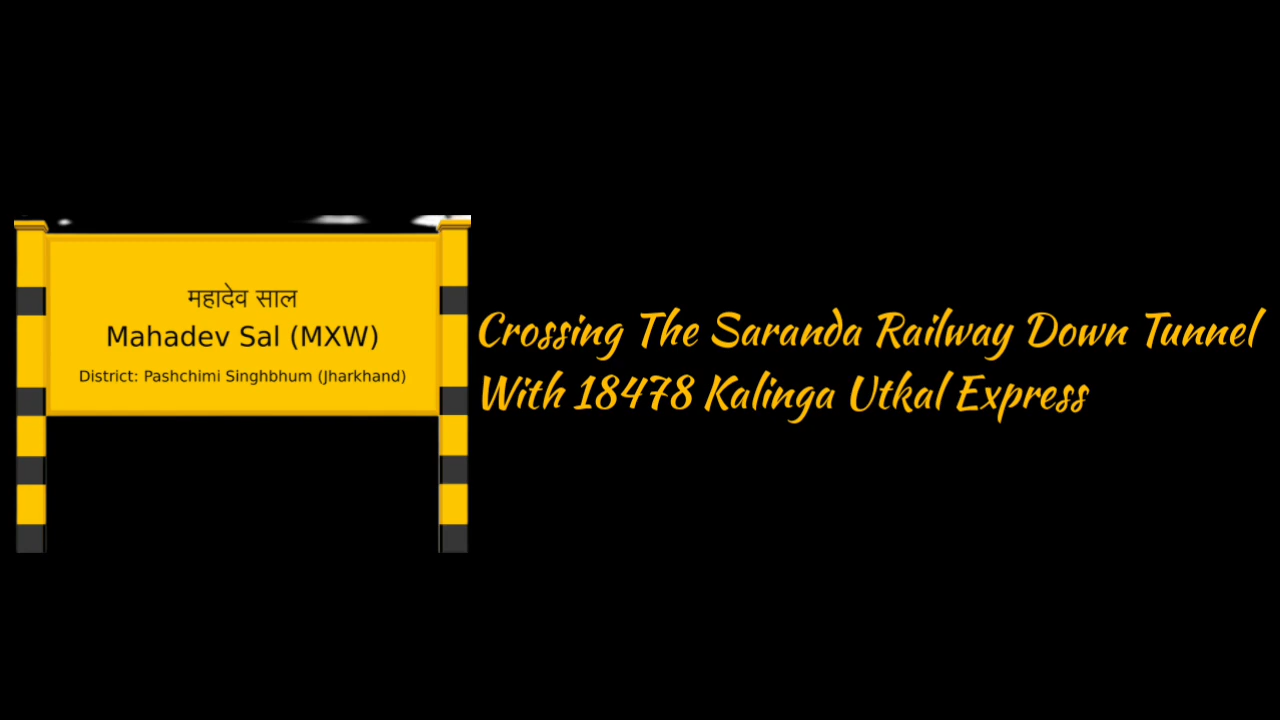 महादेव साल
Mahadev Sal (MXW)
District: Pashchimi Singhbhum (Jharkhand)
Crossing The Saranda Railway Down Tunnel
With 18478 Kalinga Utkal Express